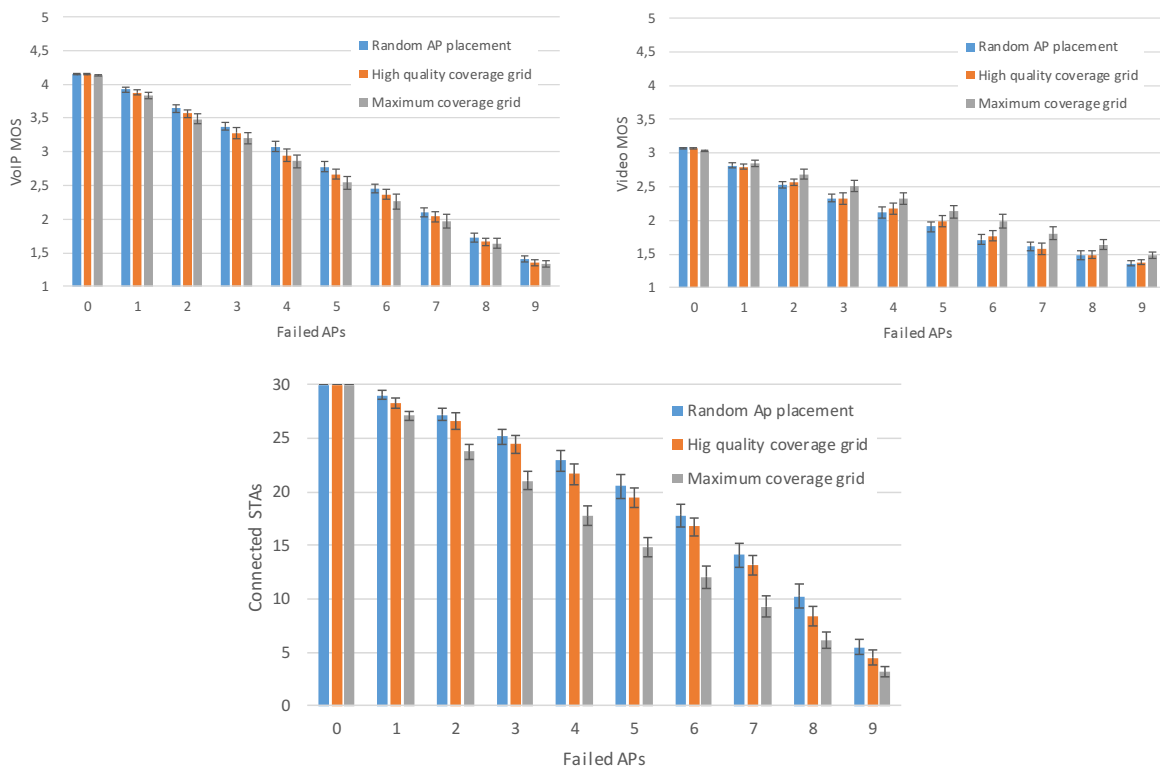 5
4,5
4
3,5
3
2,5
2
1,5
1
VoIP MOS
Random AP placement
High quality coverage grid
Maximum coverage grid
0 1 2 3 4 5 6 7 8 9
Failed APs
5
4,5
4
3,5
3
2,5
2
1,5
1
Video MOS
Random AP placement
High quality coverage grid
Maximum coverage grid
0 1 2 3 4 5 6 7 8 9
Failed APs
30
25
20
15
10
5
0
Connected STAs
Random Ap placement
Hig quality coverage grid
Maximum coverage grid
0 1 2 3 4 5 6 7 8 9
Failed APs